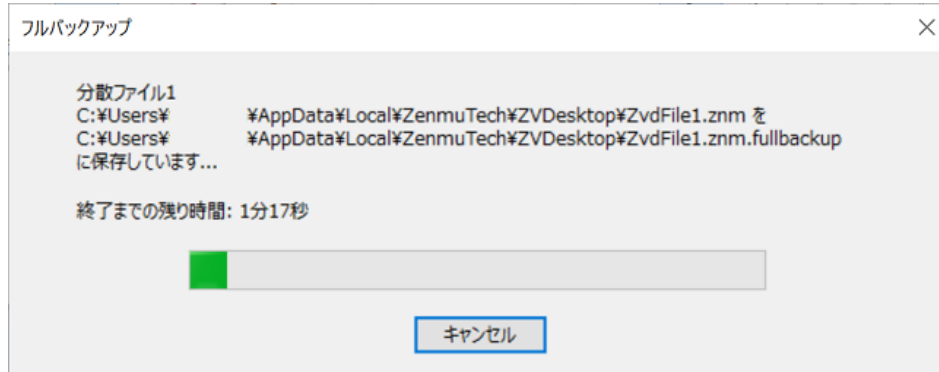 フルバックアップ
分散ファイル1
C:¥Users¥ ¥AppData¥Local¥ZenmuTech¥ZVDesktop¥ZvdFile1.znm を
C:¥Users¥ ¥AppData¥Local¥ZenmuTech¥ZVDesktop¥ZvdFile1.znm.fullbackup
に保存しています...
終了までの残り時間: 1分17秒
キャンセル